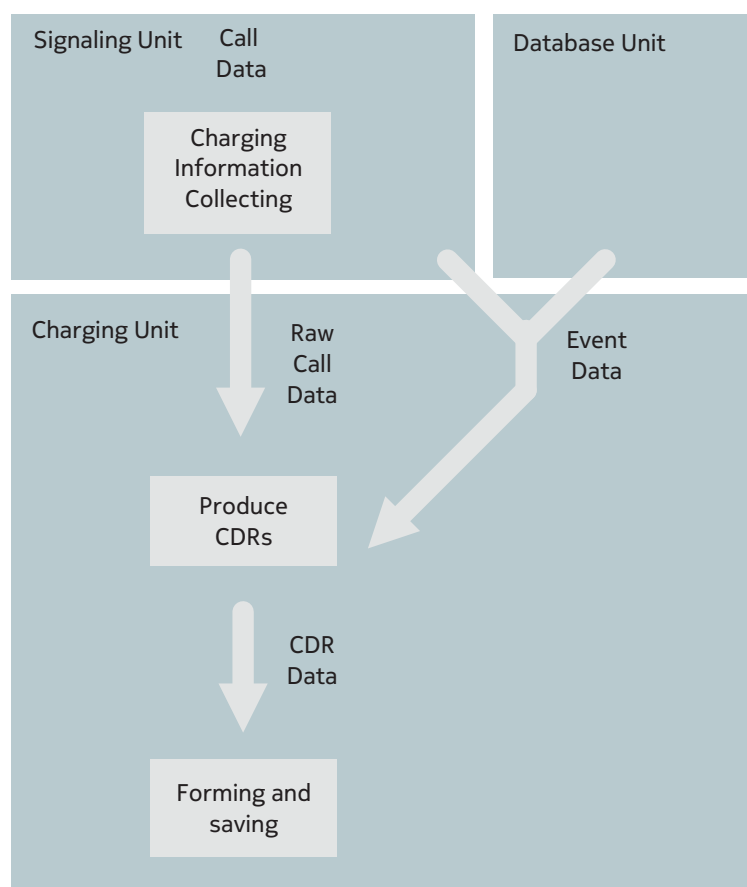 Signaling Unit
Call
Data
Charging
Information
Collecting
Database Unit
Charging Unit
Raw
Call
Data
Event
Data
Produce
CDRs
CDR
Data
Forming and
saving